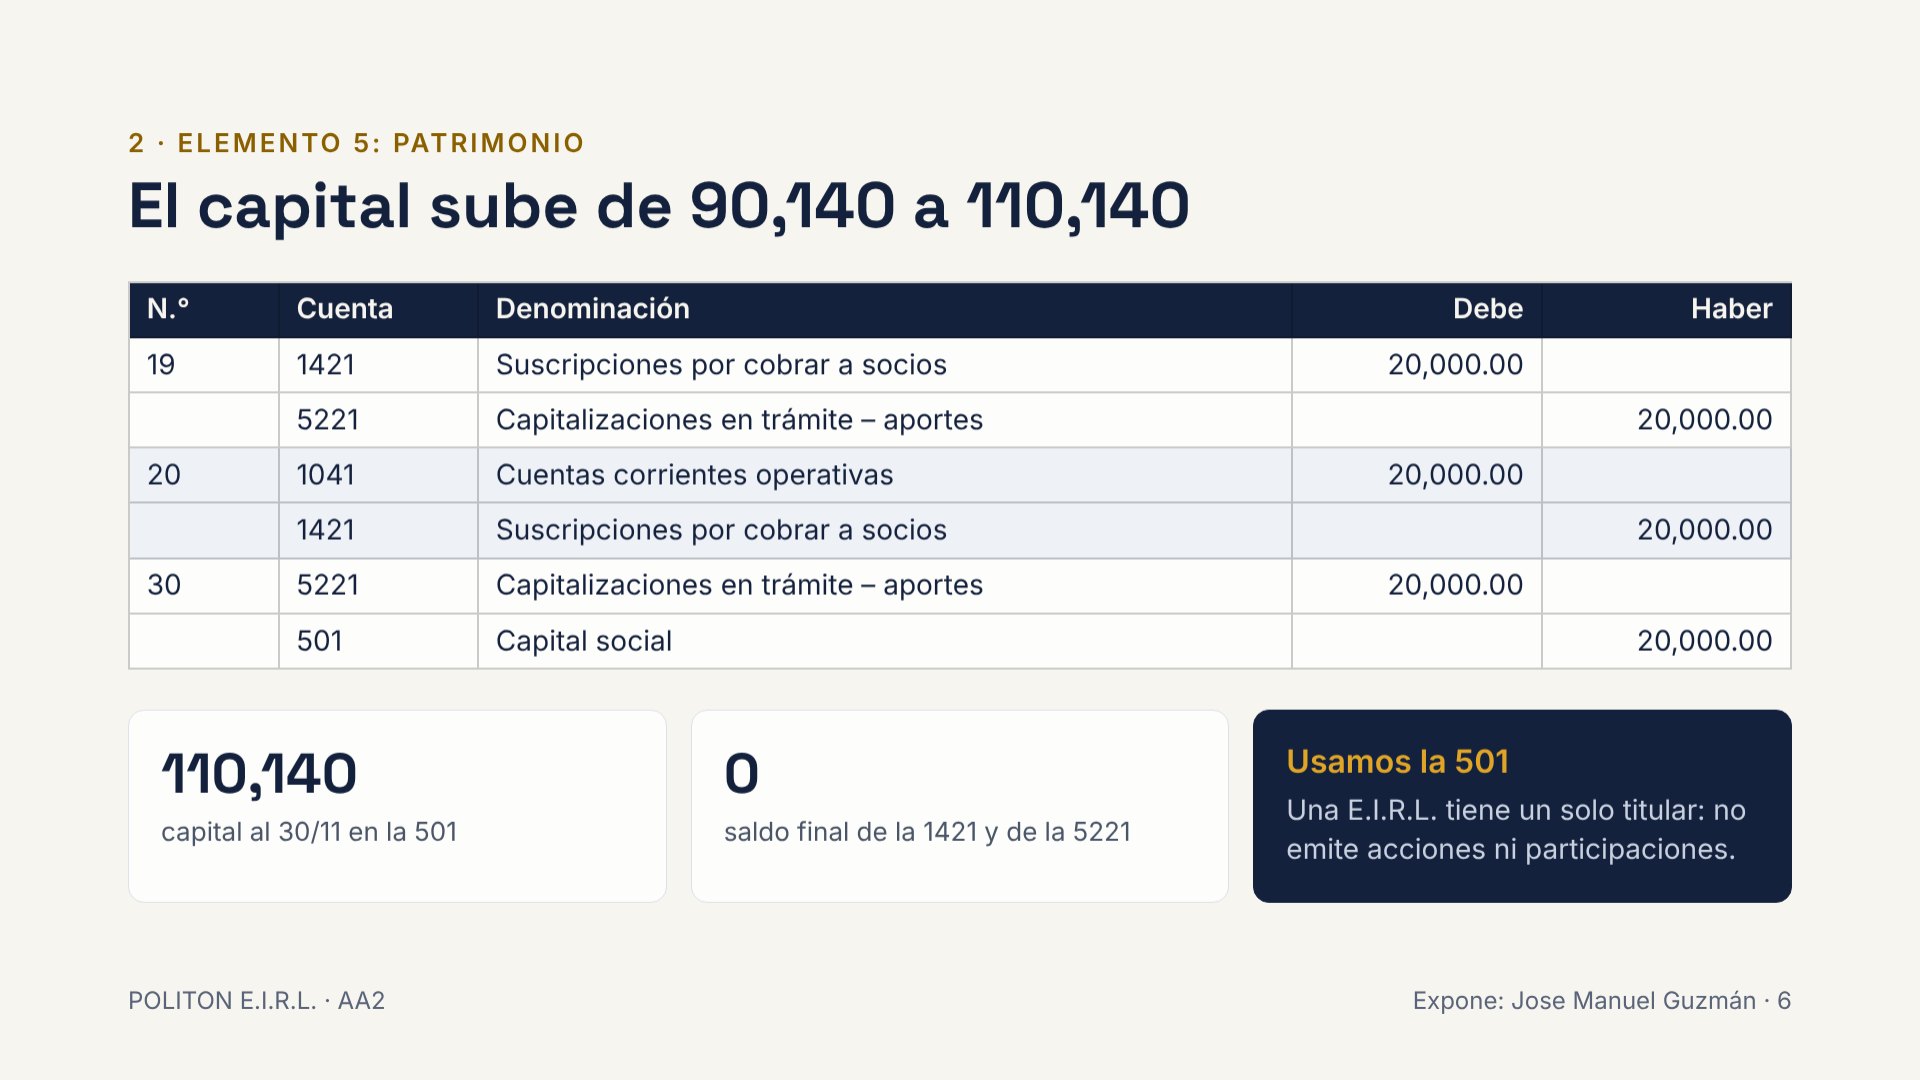 2 · ELEMENTO 5: PATRIMONIO
El capital sube de 90,140 a 110,140
N.° Cuenta Denominación Debe Haber
19 1421 Suscripciones por cobrar a socios 20,000.00
5221 Capitalizaciones en trámite – aportes 20,000.00
20 1041 Cuentas corrientes operativas 20,000.00
1421 Suscripciones por cobrar a socios 20,000.00
30 5221 Capitalizaciones en trámite – aportes 20,000.00
501 Capital social 20,000.00
110,140
capital al 30/11 en la 501
0
saldo final de la 1421 y de la 5221
Usamos la 501
Una E.I.R.L. tiene un solo titular: no
emite acciones ni participaciones.
POLITON E.I.R.L. · AA2
Expone: Jose Manuel Guzmán · 6